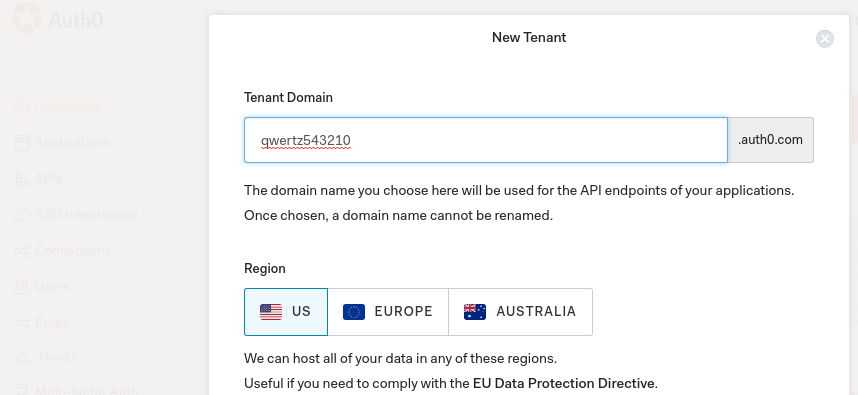 Auth0
New Tenant
Dashboard
Applications
APIs
SSO Integrations
Connections
Users
Rules
Hooks
Multi-factor Auth
Tenant Domain
qwertz543210
.auth0.com
The domain name you choose here will be used for the API endpoints of your applications.
Once chosen, a domain name cannot be renamed.
Region
US
EUROPE
AUSTRALIA
We can host all of your data in any of these regions.
Useful if you need to comply with the EU Data Protection Directive.